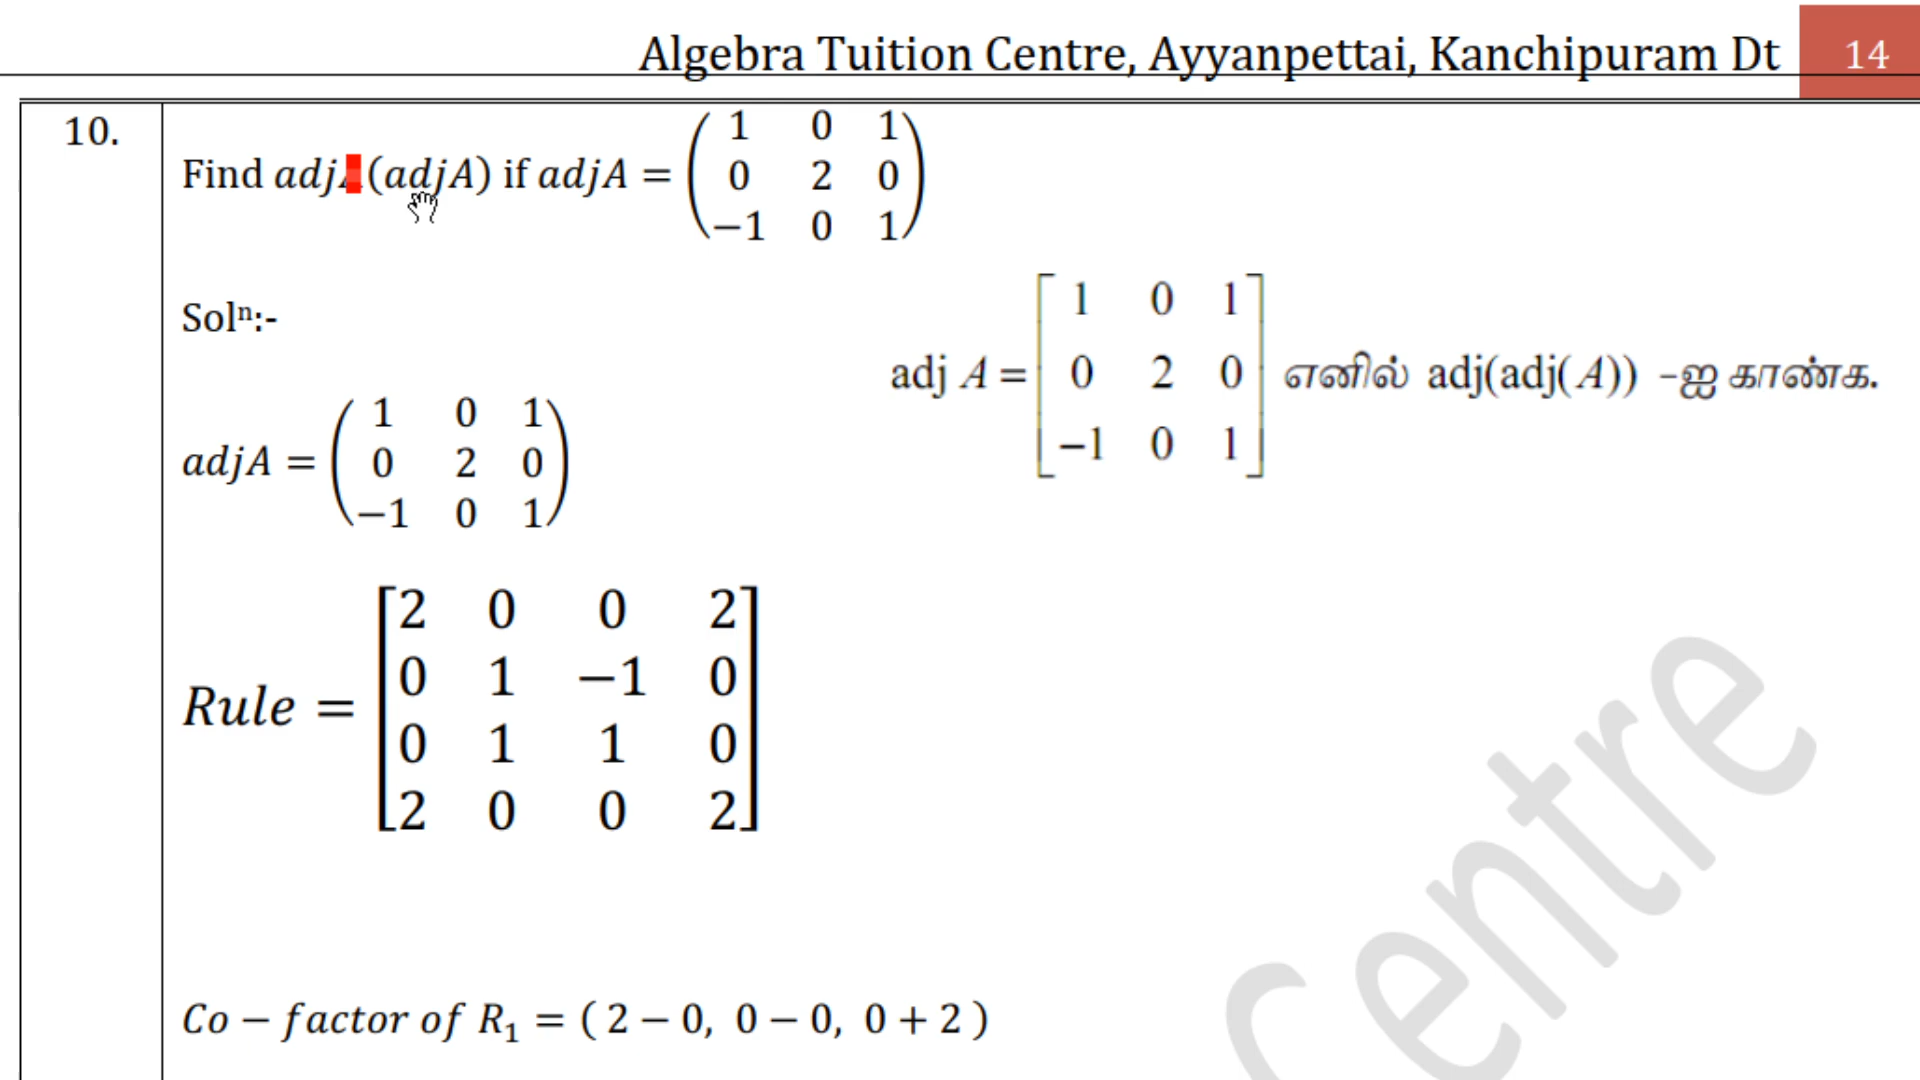 Algebra Tuition Centre, Ayyanpettai, Kanchipuram Dt 14
10.
Find adjA (adjA) if adjA = ( 1 0 1
0 2 0
−1 0 1 )
Solⁿ:-
adj A = [ 1 0 1
0 2 0
−1 0 1 ] எனில் adj(adj(A)) -ஐ காண்க.
adjA = ( 1 0 1
0 2 0
−1 0 1 )
Rule = [ 2 0 0 2
0 1 −1 0
0 1 1 0
2 0 0 2 ]
Co − factor of R₁ = ( 2 − 0, 0 − 0, 0 + 2 )
Centre